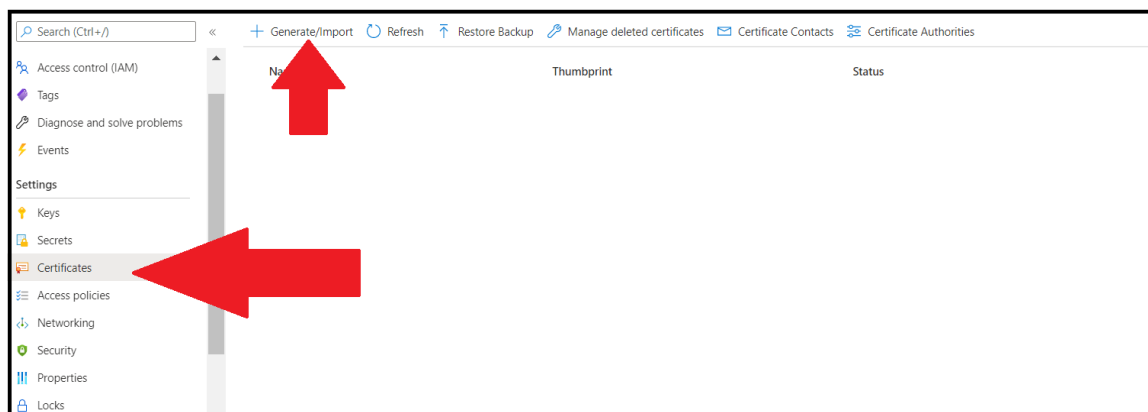 Search (Ctrl+/)
«
Generate/Import
Refresh
Restore Backup
Manage deleted certificates
Certificate Contacts
Certificate Authorities
Access control (IAM)
Tags
Diagnose and solve problems
Events
Settings
Keys
Secrets
Certificates
Access policies
Networking
Security
Properties
Locks
Thumbprint
Status